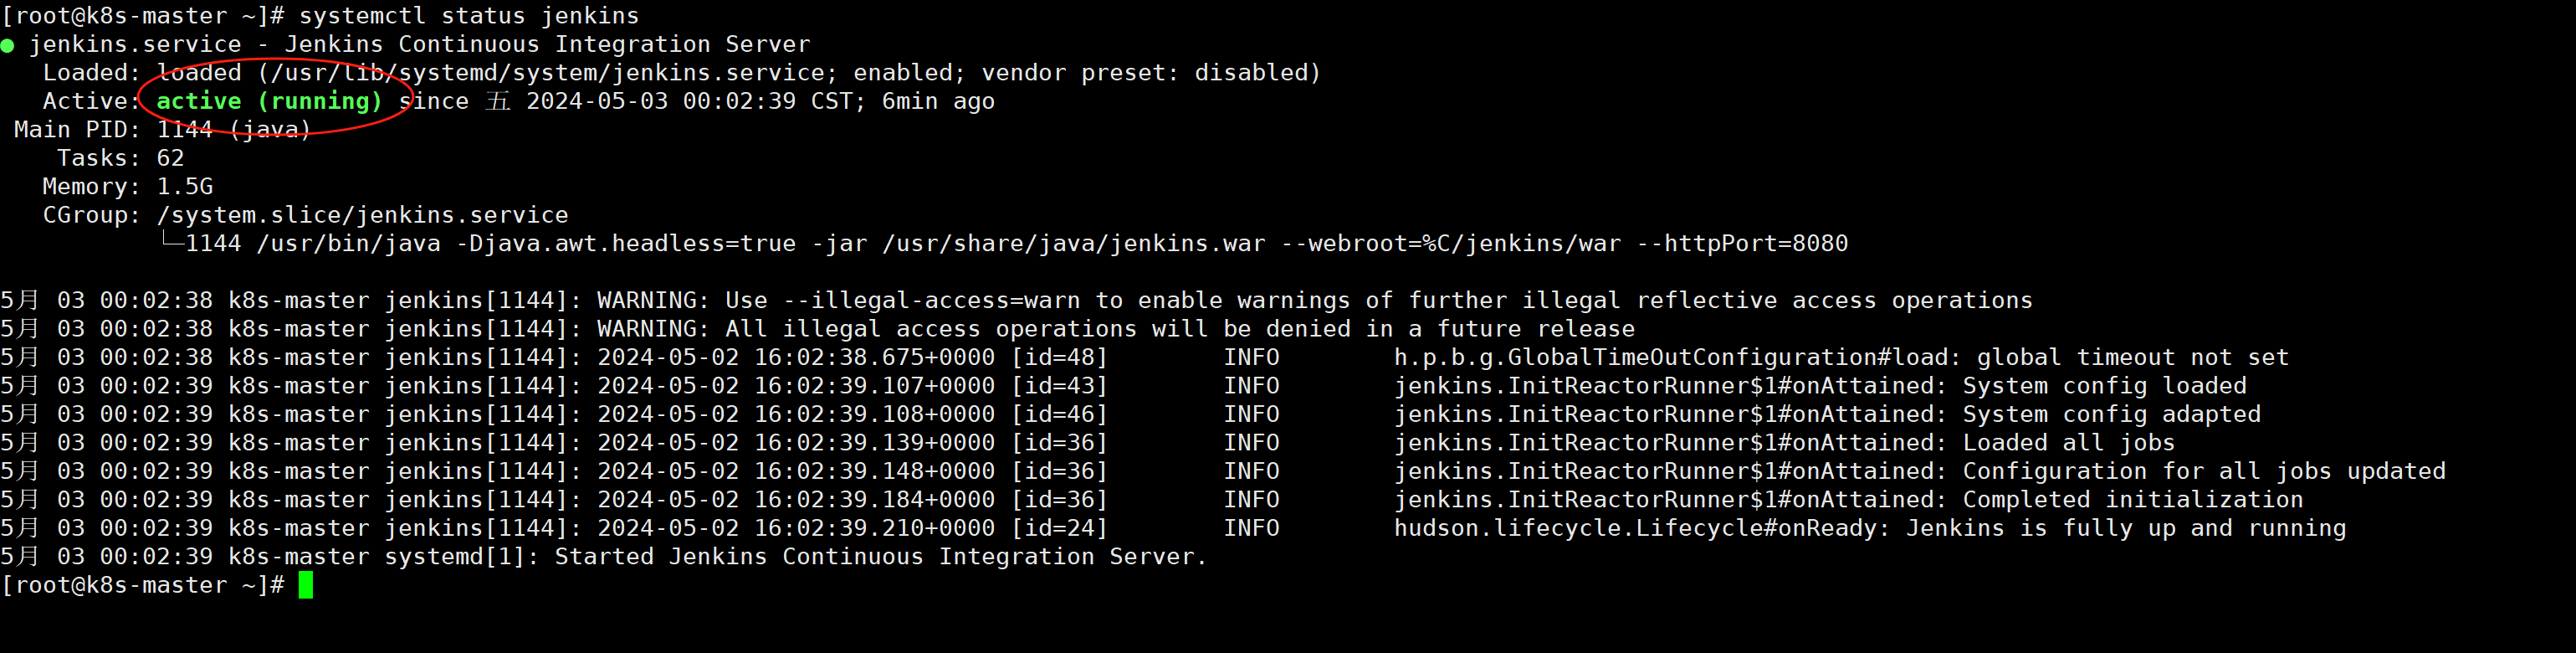 [root@k8s-master ~]# systemctl status jenkins
● jenkins.service - Jenkins Continuous Integration Server
   Loaded: loaded (/usr/lib/systemd/system/jenkins.service; enabled; vendor preset: disabled)
   Active: active (running) since 五 2024-05-03 00:02:39 CST; 6min ago
 Main PID: 1144 (java)
    Tasks: 62
   Memory: 1.5G
   CGroup: /system.slice/jenkins.service
           └─1144 /usr/bin/java -Djava.awt.headless=true -jar /usr/share/java/jenkins.war --webroot=%C/jenkins/war --httpPort=8080
5月 03 00:02:38 k8s-master jenkins[1144]: WARNING: Use --illegal-access=warn to enable warnings of further illegal reflective access operations
5月 03 00:02:38 k8s-master jenkins[1144]: WARNING: All illegal access operations will be denied in a future release
5月 03 00:02:38 k8s-master jenkins[1144]: 2024-05-02 16:02:38.675+0000 [id=48]        INFO        h.p.b.g.GlobalTimeOutConfiguration#load: global timeout not set
5月 03 00:02:39 k8s-master jenkins[1144]: 2024-05-02 16:02:39.107+0000 [id=43]        INFO        jenkins.InitReactorRunner$1#onAttained: System config loaded
5月 03 00:02:39 k8s-master jenkins[1144]: 2024-05-02 16:02:39.108+0000 [id=46]        INFO        jenkins.InitReactorRunner$1#onAttained: System config adapted
5月 03 00:02:39 k8s-master jenkins[1144]: 2024-05-02 16:02:39.139+0000 [id=36]        INFO        jenkins.InitReactorRunner$1#onAttained: Loaded all jobs
5月 03 00:02:39 k8s-master jenkins[1144]: 2024-05-02 16:02:39.148+0000 [id=36]        INFO        jenkins.InitReactorRunner$1#onAttained: Configuration for all jobs updated
5月 03 00:02:39 k8s-master jenkins[1144]: 2024-05-02 16:02:39.184+0000 [id=36]        INFO        jenkins.InitReactorRunner$1#onAttained: Completed initialization
5月 03 00:02:39 k8s-master jenkins[1144]: 2024-05-02 16:02:39.210+0000 [id=24]        INFO        hudson.lifecycle.Lifecycle#onReady: Jenkins is fully up and running
5月 03 00:02:39 k8s-master systemd[1]: Started Jenkins Continuous Integration Server.
[root@k8s-master ~]#